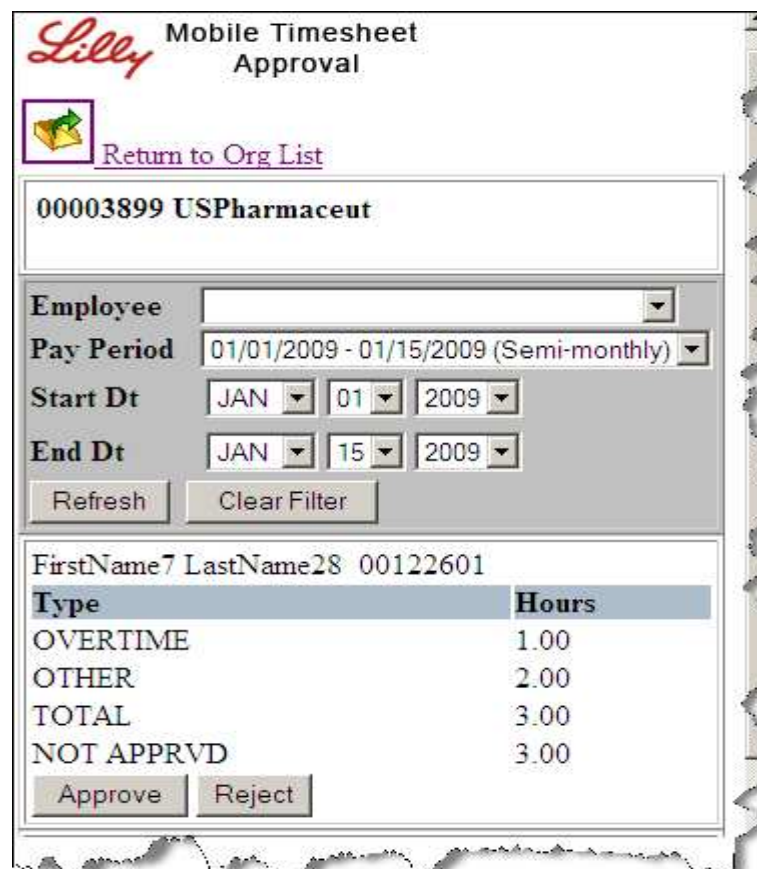 Lilly Mobile Timesheet
Approval
Return to Org List
00003899 USPharmaceut
Employee
Pay Period 01/01/2009 - 01/15/2009 (Semi-monthly)
Start Dt JAN 01 2009
End Dt JAN 15 2009
Refresh Clear Filter
FirstName7 LastName28 00122601
Type Hours
OVERTIME 1.00
OTHER 2.00
TOTAL 3.00
NOT APPRVD 3.00
Approve Reject